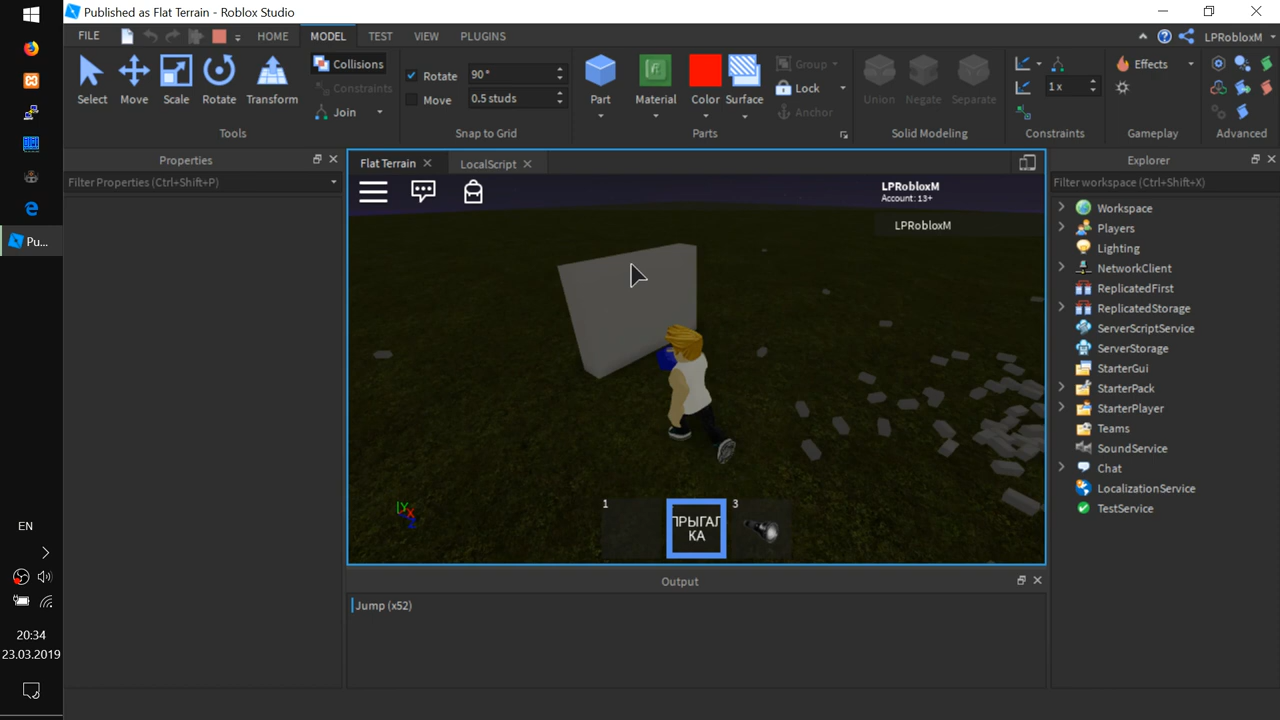 Published as Flat Terrain - Roblox Studio
FILE
HOME
MODEL
TEST
VIEW
PLUGINS
LPRobloxM
Select
Move
Scale
Rotate
Transform
Collisions
Constraints
Join
Tools
Rotate
90°
Move
0.5 studs
Snap to Grid
Part
Material
Color
Surface
Group
Lock
Anchor
Parts
Union
Negate
Separate
Solid Modeling
1 x
Constraints
Effects
Gameplay
Advanced
Properties
Filter Properties (Ctrl+Shift+P)
Pu...
Flat Terrain
LocalScript
LPRobloxM
Account: 13+
LPRobloxM
1
ПРЫГАЛ
КА
3
Y
X
Z
Output
Jump (x52)
Explorer
Filter workspace (Ctrl+Shift+X)
Workspace
Players
Lighting
NetworkClient
ReplicatedFirst
ReplicatedStorage
ServerScriptService
ServerStorage
StarterGui
StarterPack
StarterPlayer
Teams
SoundService
Chat
LocalizationService
TestService
EN
20:34
23.03.2019